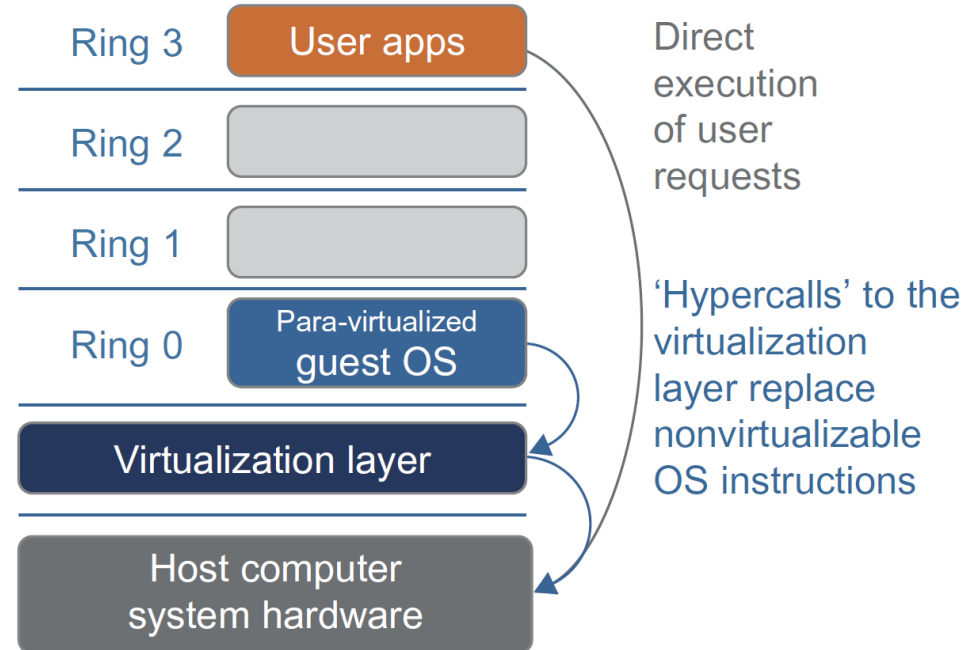 Ring 3
User apps
Ring 2
Ring 1
Ring 0
Para-virtualized
guest OS
Virtualization layer
Host computer
system hardware
Direct
execution
of user
requests
‘Hypercalls’ to the
virtualization
layer replace
nonvirtualizable
OS instructions